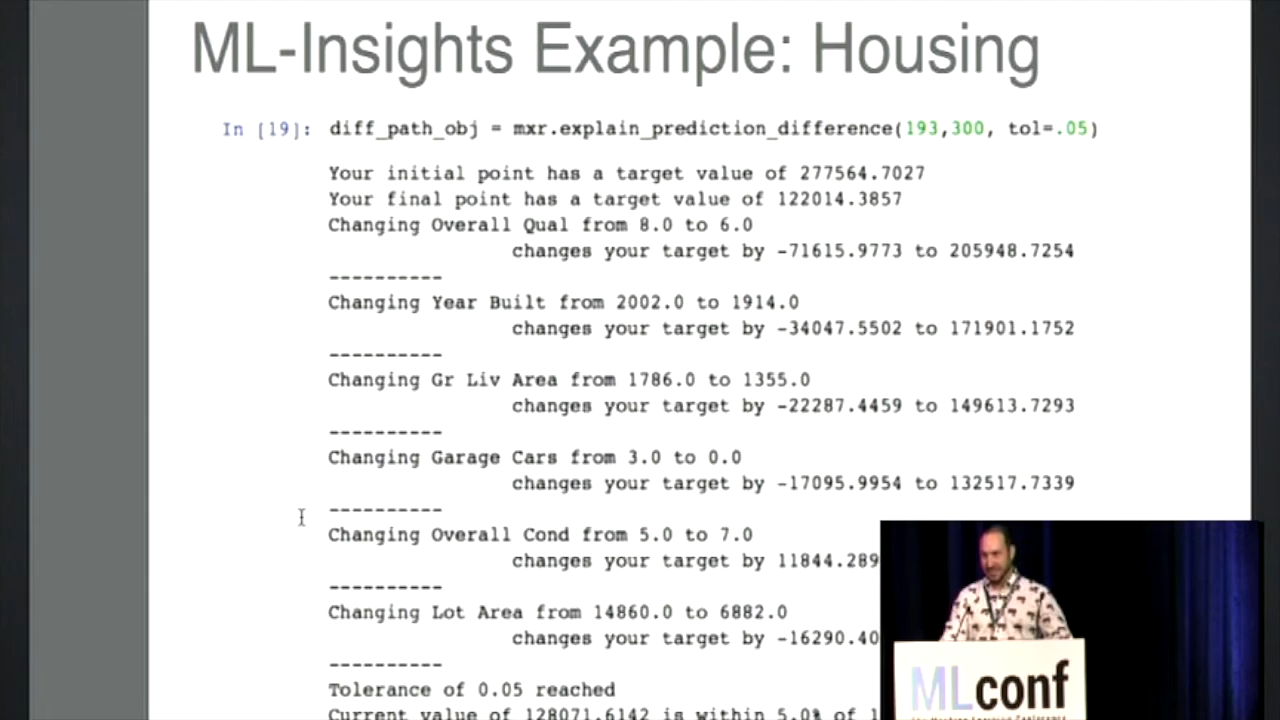 ML-Insights Example: Housing
In [19]: diff_path_obj = mxr.explain_prediction_difference(193,300, tol=.05)
Your initial point has a target value of 277564.7027
Your final point has a target value of 122014.3857
Changing Overall Qual from 8.0 to 6.0
changes your target by -71615.9773 to 205948.7254
----------
Changing Year Built from 2002.0 to 1914.0
changes your target by -34047.5502 to 171901.1752
----------
Changing Gr Liv Area from 1786.0 to 1355.0
changes your target by -22287.4459 to 149613.7293
----------
Changing Garage Cars from 3.0 to 0.0
changes your target by -17095.9954 to 132517.7339
----------
Changing Overall Cond from 5.0 to 7.0
changes your target by 11844.289
----------
Changing Lot Area from 14860.0 to 6882.0
changes your target by -16290.40
----------
Tolerance of 0.05 reached
Current value of 128071.6142 is within 5.0% of 1
MLconf